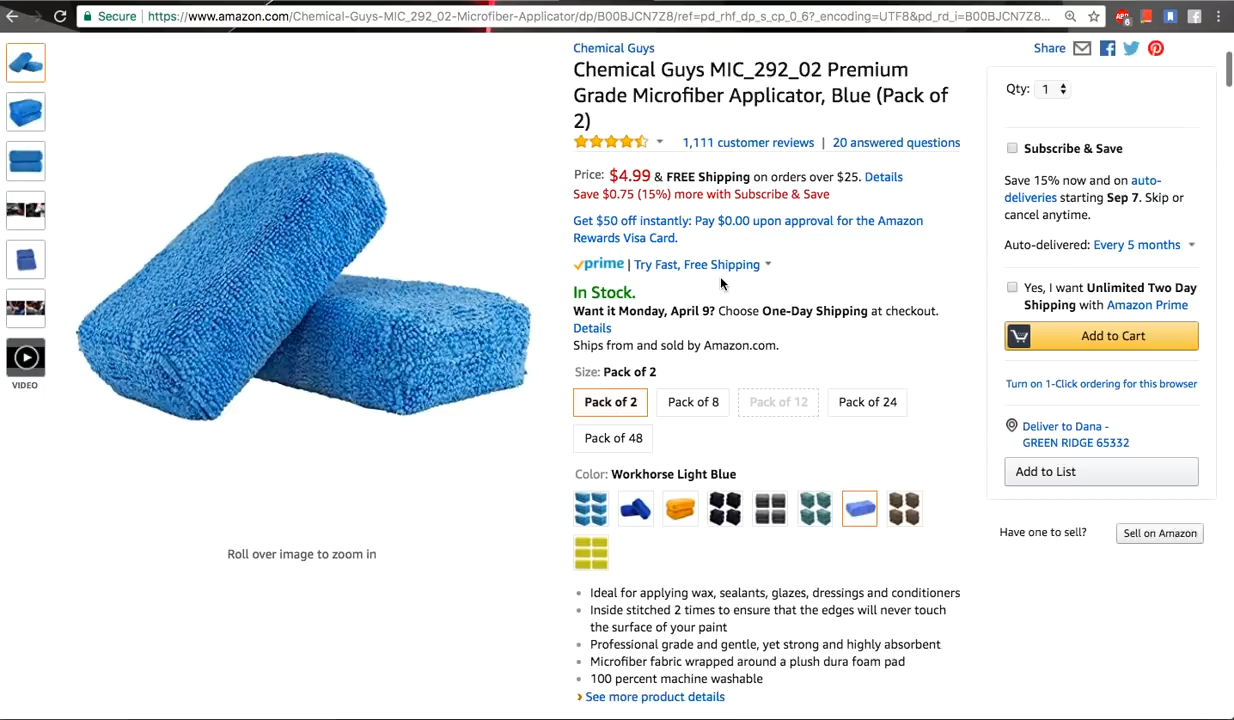 Secure
https://www.amazon.com/Chemical-Guys-MIC_292_02-Microfiber-Applicator/dp/B00BJCN7Z8/ref=pd_rhf_dp_s_cp_0_6?_encoding=UTF8&pd_rd_i=B00BJCN7Z8...
6
VIDEO
Roll over image to zoom in
Chemical Guys
Chemical Guys MIC_292_02 Premium
Grade Microfiber Applicator, Blue (Pack of
2)
1,111 customer reviews | 20 answered questions
Price: $4.99 & FREE Shipping on orders over $25. Details
Save $0.75 (15%) more with Subscribe & Save
Get $50 off instantly: Pay $0.00 upon approval for the Amazon
Rewards Visa Card.
prime | Try Fast, Free Shipping
In Stock.
Want it Monday, April 9? Choose One-Day Shipping at checkout.
Details
Ships from and sold by Amazon.com.
Size: Pack of 2
Pack of 2
Pack of 8
Pack of 12
Pack of 24
Pack of 48
Color: Workhorse Light Blue
Ideal for applying wax, sealants, glazes, dressings and conditioners
Inside stitched 2 times to ensure that the edges will never touch
the surface of your paint
Professional grade and gentle, yet strong and highly absorbent
Microfiber fabric wrapped around a plush dura foam pad
100 percent machine washable
› See more product details
Share
Qty: 1
Subscribe & Save
Save 15% now and on auto-
deliveries starting Sep 7. Skip or
cancel anytime.
Auto-delivered: Every 5 months
Yes, I want Unlimited Two Day
Shipping with Amazon Prime
Add to Cart
Turn on 1-Click ordering for this browser
Deliver to Dana -
GREEN RIDGE 65332
Add to List
Have one to sell?
Sell on Amazon